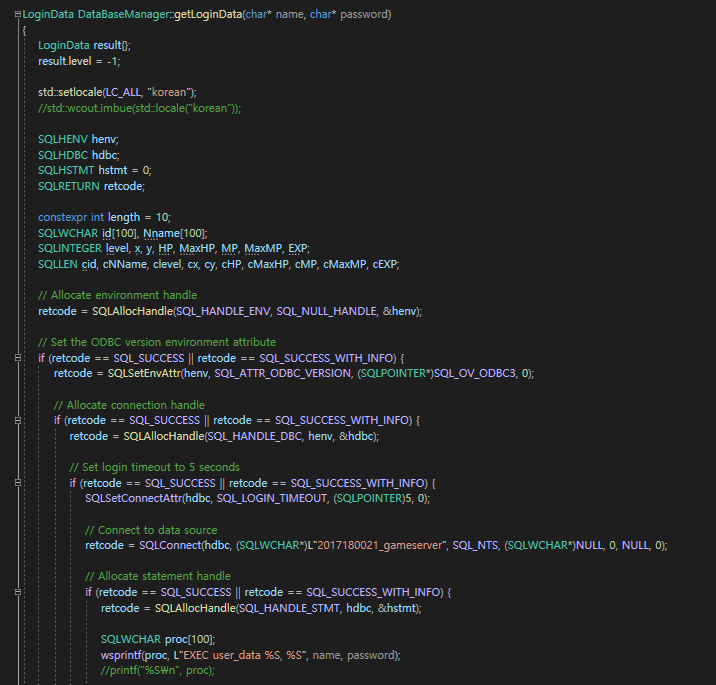 LoginData DataBaseManager::getLoginData(char* name, char* password)
{
LoginData result{};
result.level = -1;
std::setlocale(LC_ALL, "korean");
//std::wcout.imbue(std::locale("korean"));
SQLHENV henv;
SQLHDBC hdbc;
SQLHSTMT hstmt = 0;
SQLRETURN retcode;
constexpr int length = 10;
SQLWCHAR id[100], Nname[100];
SQLINTEGER level, x, y, HP, MaxHP, MP, MaxMP, EXP;
SQLLEN cid, cNName, clevel, cx, cy, cHP, cMaxHP, cMP, cMaxMP, cEXP;
// Allocate environment handle
retcode = SQLAllocHandle(SQL_HANDLE_ENV, SQL_NULL_HANDLE, &henv);
// Set the ODBC version environment attribute
if (retcode == SQL_SUCCESS || retcode == SQL_SUCCESS_WITH_INFO) {
retcode = SQLSetEnvAttr(henv, SQL_ATTR_ODBC_VERSION, (SQLPOINTER*)SQL_OV_ODBC3, 0);
// Allocate connection handle
if (retcode == SQL_SUCCESS || retcode == SQL_SUCCESS_WITH_INFO) {
retcode = SQLAllocHandle(SQL_HANDLE_DBC, henv, &hdbc);
// Set login timeout to 5 seconds
if (retcode == SQL_SUCCESS || retcode == SQL_SUCCESS_WITH_INFO) {
SQLSetConnectAttr(hdbc, SQL_LOGIN_TIMEOUT, (SQLPOINTER)5, 0);
// Connect to data source
retcode = SQLConnect(hdbc, (SQLWCHAR*)L"2017180021_gameserver", SQL_NTS, (SQLWCHAR*)NULL, 0, NULL, 0);
// Allocate statement handle
if (retcode == SQL_SUCCESS || retcode == SQL_SUCCESS_WITH_INFO) {
retcode = SQLAllocHandle(SQL_HANDLE_STMT, hdbc, &hstmt);
SQLWCHAR proc[100];
wsprintf(proc, L"EXEC user_data %S, %S", name, password);
//printf("%S₩n", proc);